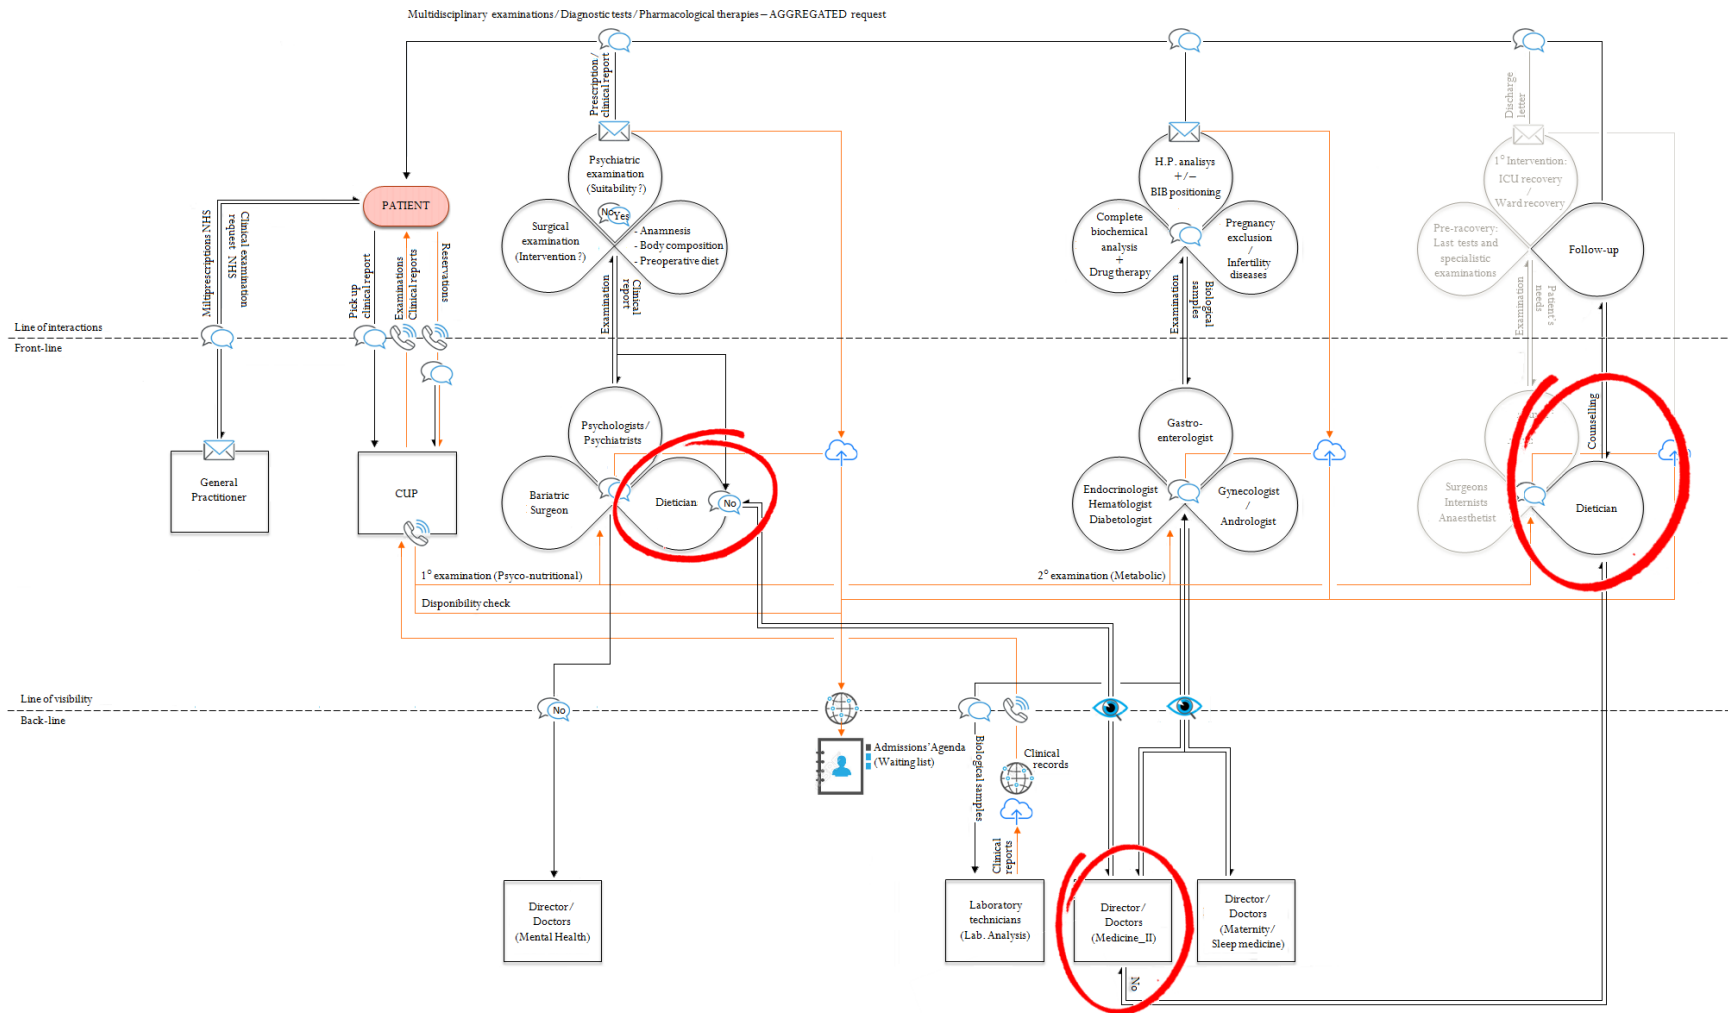 Multidisciplinary examinations / Diagnostic tests / Pharmacological therapies – AGGREGATED request
Prescription /
clinical report
Discharge
letter
Psychiatric
examination
(Suitability ?)
No
Yes
Surgical
examination
(Intervention ?)
- Anamnesis
- Body composition
- Preoperative diet
H.P. analisys
+/–
BIB positioning
Complete
biochemical
analysis
+
Drug therapy
Pregnancy
exclusion
/
Infertility
diseases
1° Intervention:
ICU recovery
/
Ward recovery
Pre-racovery:
Last tests and
specialistic
examinations
Follow-up
PATIENT
Clinical examination
request NHS
Pick up
clinical report
Examinations
Clinical reports
Reservations
Examination
Clinical
report
Examination
Biological
samples
Examination
Patient's
needs
Line of interactions
Front-line
General
Practitioner
CUP
Psychologists /
Psychiatrists
Bariatric
Surgeon
Dietician
No
Gastro-
enterologist
Endocrinologist
Hematologist
Diabetologist
Gynecologist
/
Andrologist
Counselling
Surgeons
Internists
Anaesthetist
Dietician
1° examination (Psyco-nutritional)
2° examination (Metabolic)
Disponibility check
Line of visibility
Back-line
No
Admissions' Agenda
(Waiting list)
Biological samples
Clinical
records
Clinical
reports
Director /
Doctors
(Mental Health)
Laboratory
technicians
(Lab. Analysis)
Director /
Doctors
(Medicine_II)
Director /
Doctors
(Maternity/
Sleep medicine)
No